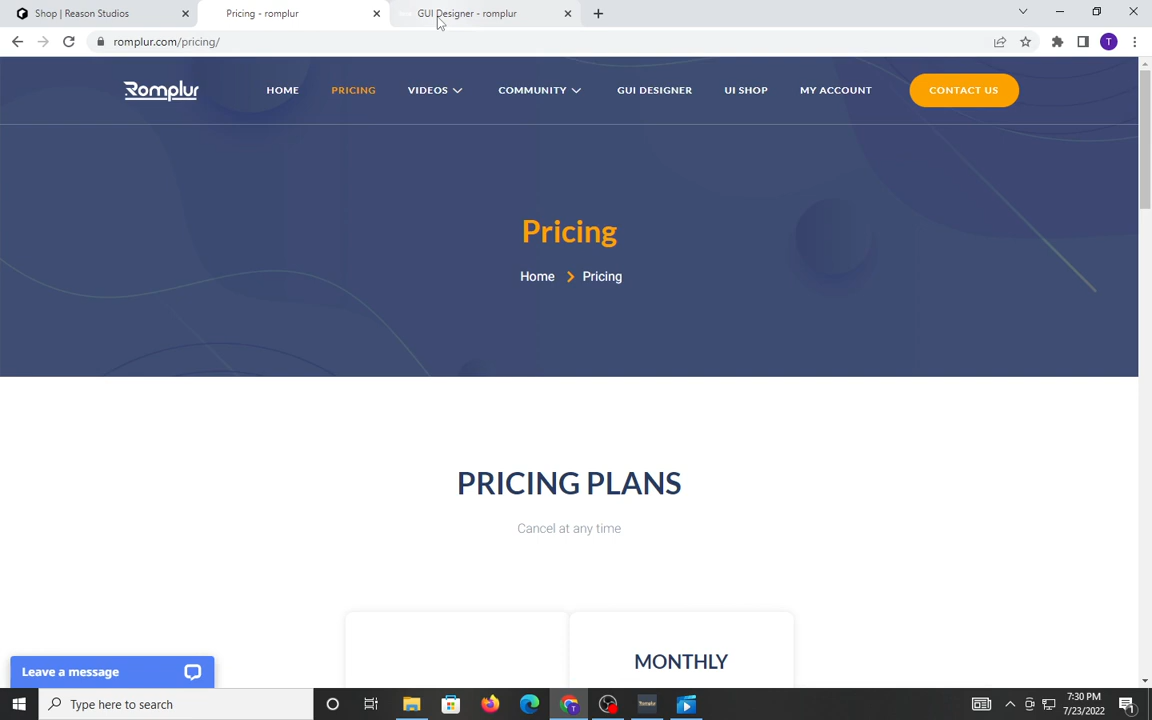 Shop | Reason Studios
Pricing - romplur
GUI Designer - romplur
romplur.com/pricing/
T
Romplur
HOME
PRICING
VIDEOS
COMMUNITY
GUI DESIGNER
UI SHOP
MY ACCOUNT
CONTACT US
Pricing
Home
Pricing
PRICING PLANS
Cancel at any time
MONTHLY
Leave a message
Type here to search
7:30 PM
7/23/2022
1